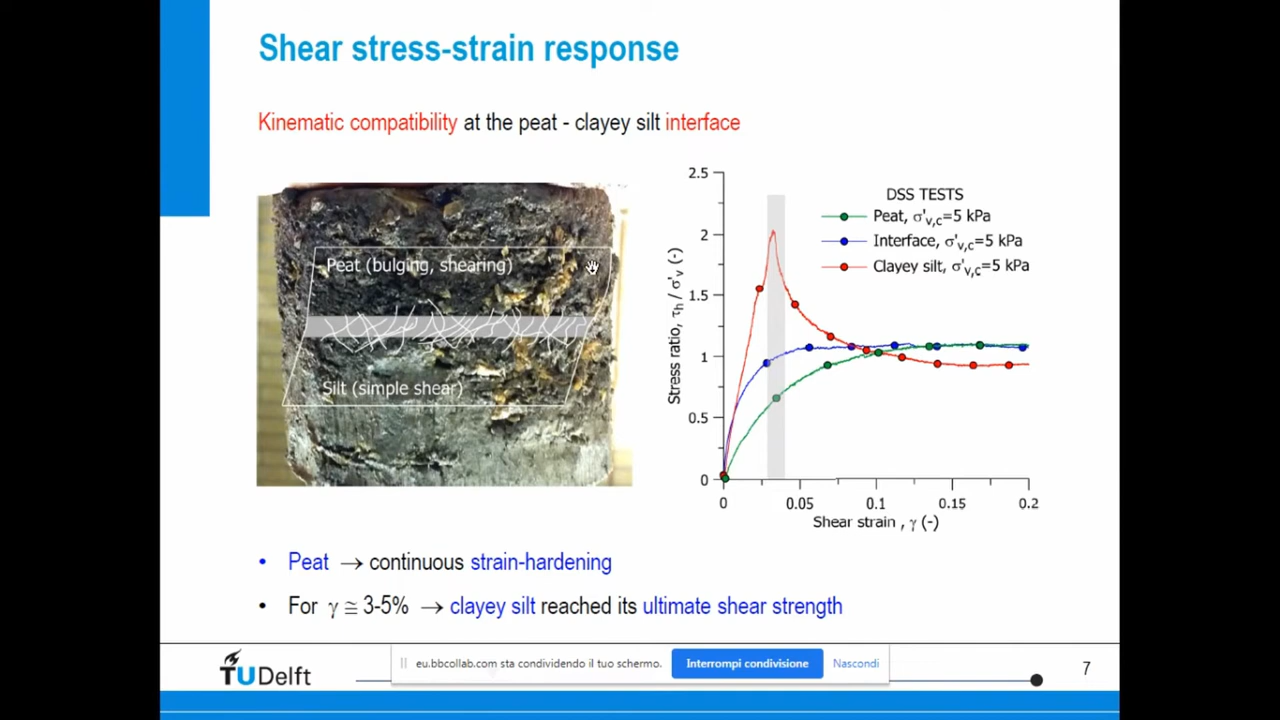 Shear stress-strain response
Kinematic compatibility at the peat - clayey silt interface
Peat (bulging, shearing)
Silt (simple shear)
2.5
2
1.5
1
0.5
0
Stress ratio, τh / σ'v (-)
DSS TESTS
Peat, σ'v,c=5 kPa
Interface, σ'v,c=5 kPa
Clayey silt, σ'v,c=5 kPa
0 0.05 0.1 0.15 0.2
Shear strain , γ (-)
• Peat → continuous strain-hardening
• For γ ≅ 3-5% → clayey silt reached its ultimate shear strength
TUDelft
eu.bbcollab.com sta condividendo il tuo schermo. Interrompi condivisione Nascondi
7